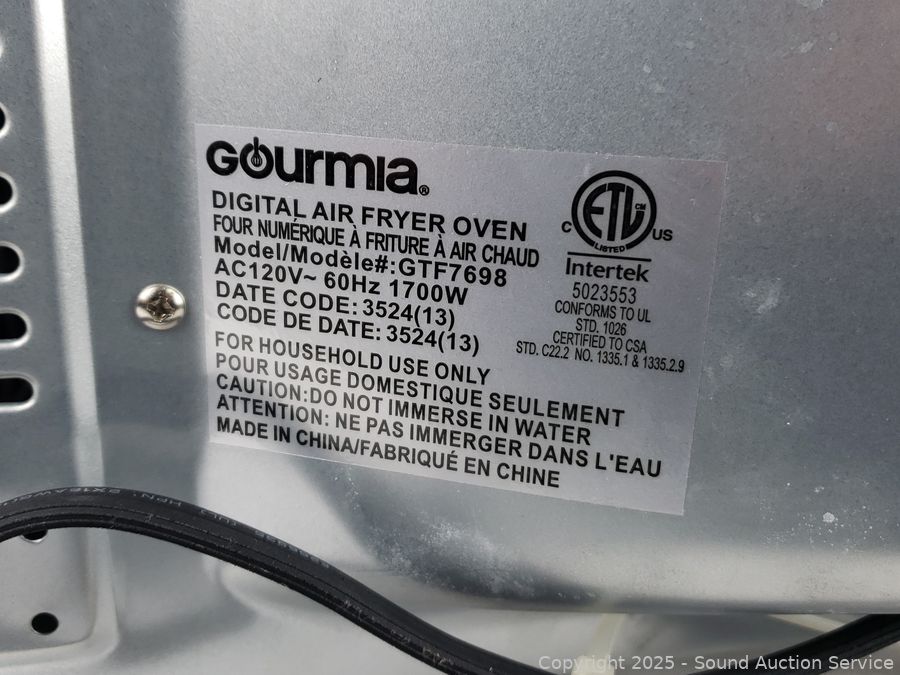 Gourmia®
DIGITAL AIR FRYER OVEN
FOUR NUMÉRIQUE À FRITURE À AIR CHAUD
Model/Modèle#:GTF7698
AC120V~ 60Hz 1700W
DATE CODE: 3524(13)
CODE DE DATE: 3524(13)
FOR HOUSEHOLD USE ONLY
POUR USAGE DOMESTIQUE SEULEMENT
CAUTION:DO NOT IMMERSE IN WATER
ATTENTION: NE PAS IMMERGER DANS L'EAU
MADE IN CHINA/FABRIQUÉ EN CHINE
ETL CM
C US
LISTED
Intertek
5023553
CONFORMS TO UL
STD. 1026
CERTIFIED TO CSA
STD. C22.2 NO. 1335.1 & 1335.2.9
Copyright © 2025 - Sound Auction Service